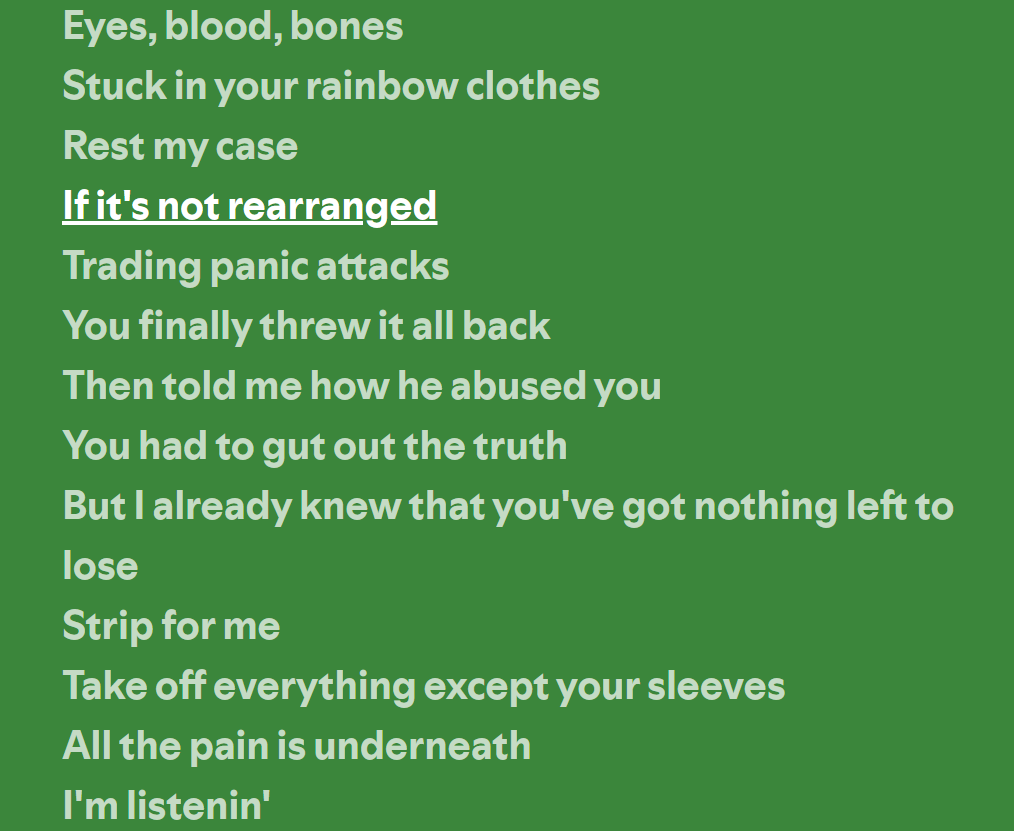 Eyes, blood, bones
Stuck in your rainbow clothes
Rest my case
If it's not rearranged
Trading panic attacks
You finally threw it all back
Then told me how he abused you
You had to gut out the truth
But I already knew that you've got nothing left to
lose
Strip for me
Take off everything except your sleeves
All the pain is underneath
I'm listenin'